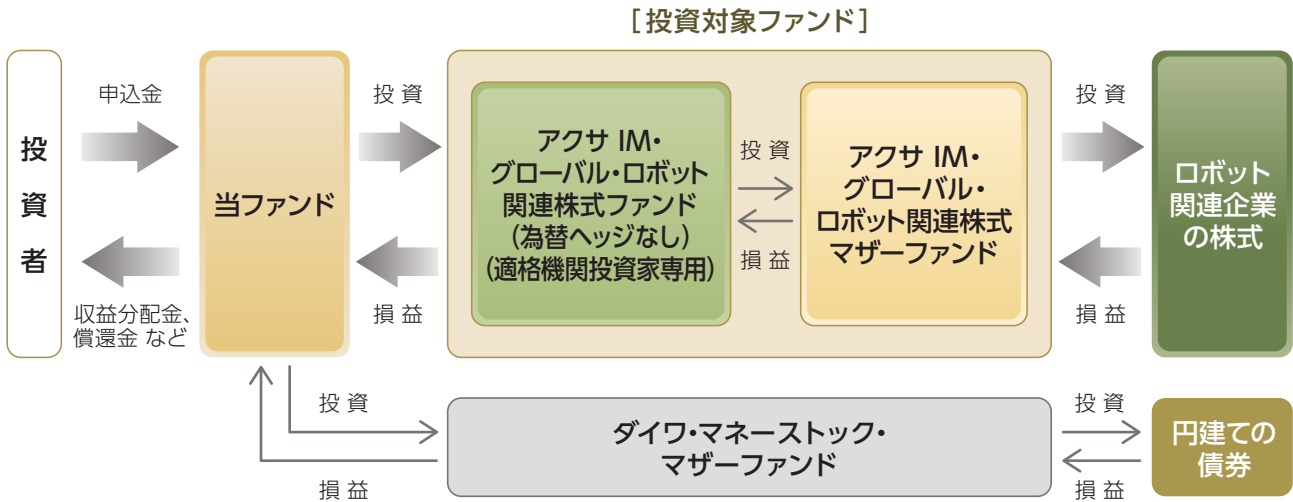 [投資対象ファンド]
投資者
申込金
収益分配金、
償還金 など
当ファンド
投 資
損 益
アクサ IM・
グローバル・ロボット
関連株式ファンド
(為替ヘッジなし)
(適格機関投資家専用)
投 資
損 益
アクサ IM・
グローバル・
ロボット関連株式
マザーファンド
投 資
損 益
ロボット
関連企業
の株式
投 資
損 益
ダイワ・マネーストック・
マザーファンド
投 資
損 益
円建ての
債券